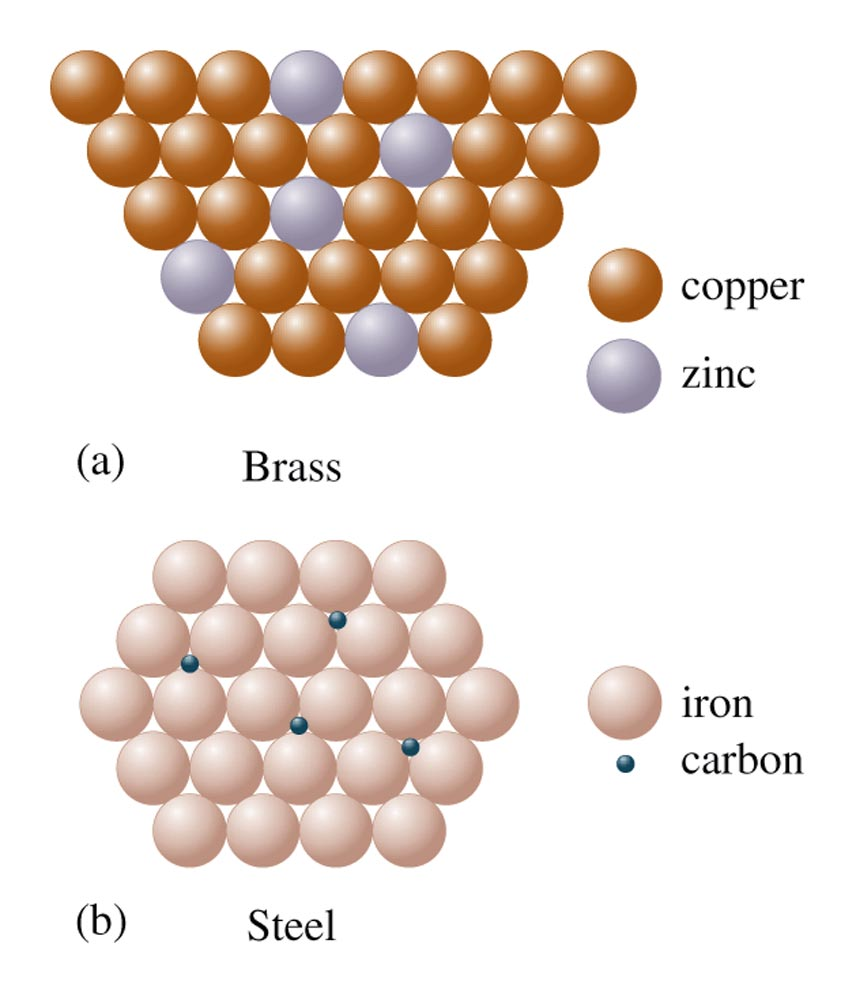 copper
zinc
(a) Brass
iron
carbon
(b) Steel